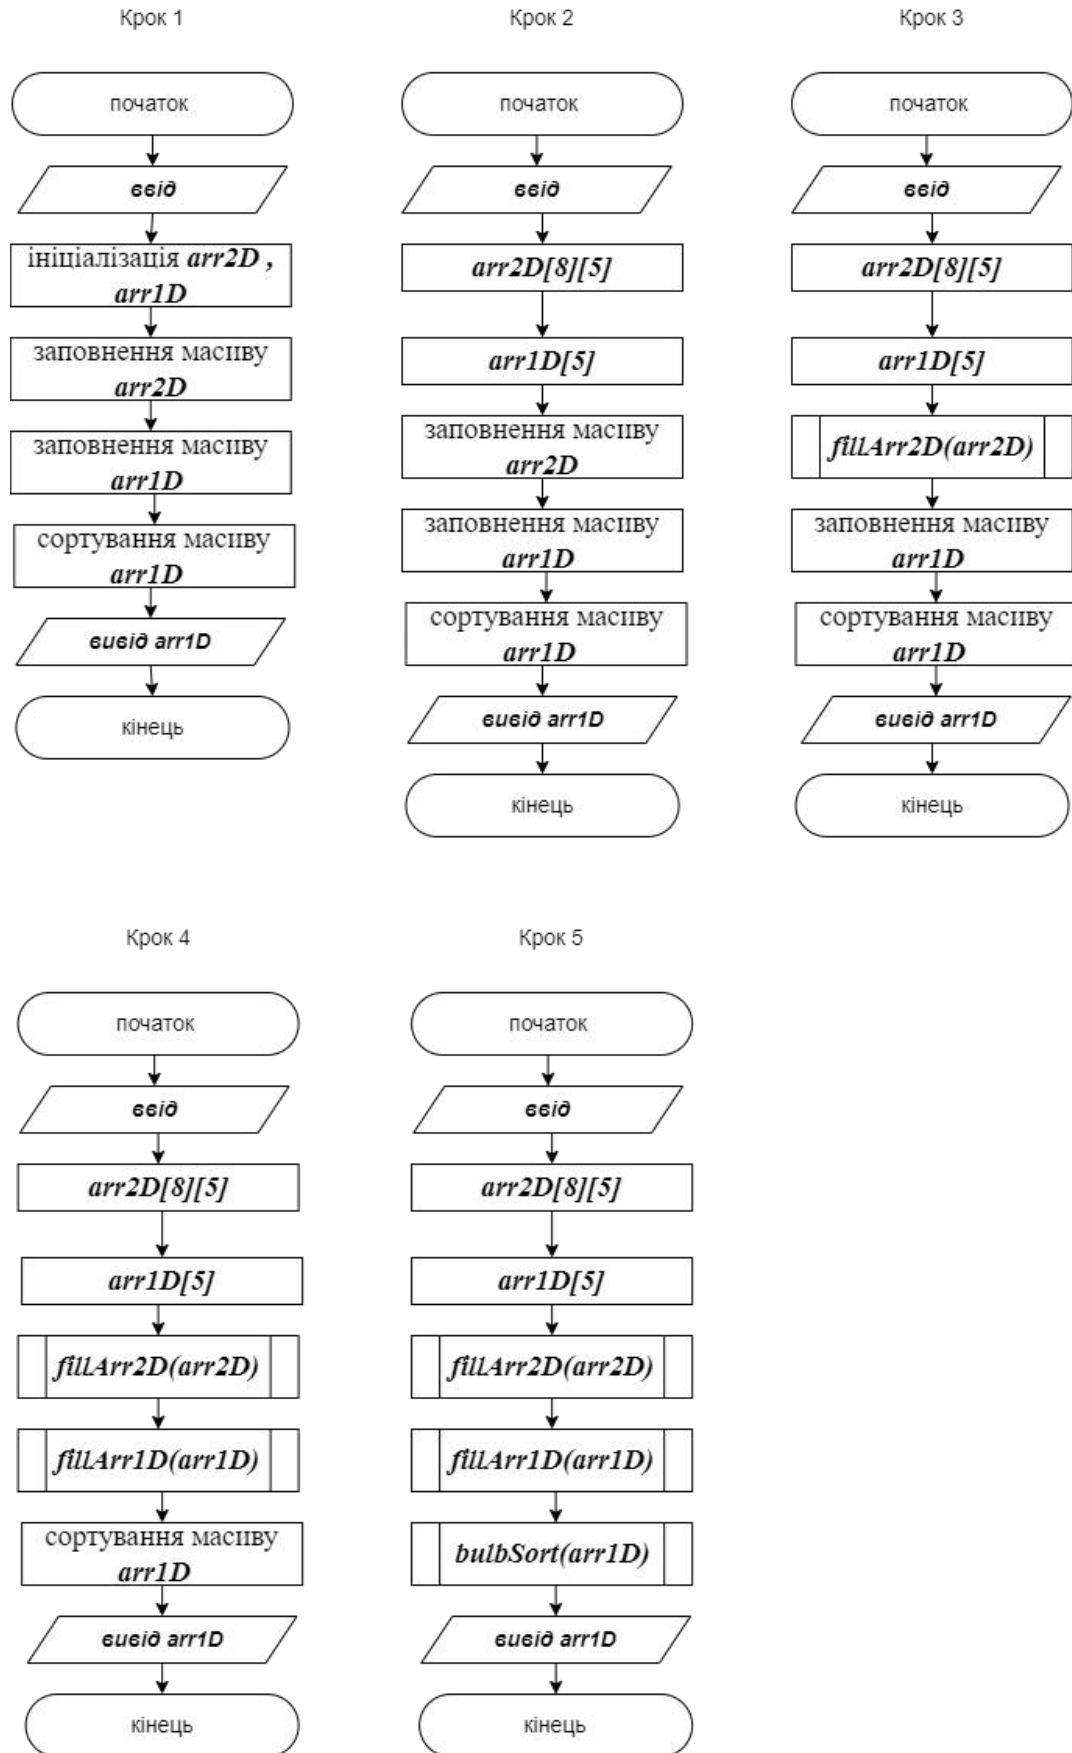 Крок 1
початок
ввід
ініціалізація arr2D ,
arr1D
заповнення масиву
arr2D
заповнення масиву
arr1D
сортування масиву
arr1D
вивід arr1D
кінець
Крок 2
початок
ввід
arr2D[8][5]
arr1D[5]
заповнення масиву
arr2D
заповнення масиву
arr1D
сортування масиву
arr1D
вивід arr1D
кінець
Крок 3
початок
ввід
arr2D[8][5]
arr1D[5]
fillArr2D(arr2D)
заповнення масиву
arr1D
сортування масиву
arr1D
вивід arr1D
кінець
Крок 4
початок
ввід
arr2D[8][5]
arr1D[5]
fillArr2D(arr2D)
fillArr1D(arr1D)
сортування масиву
arr1D
вивід arr1D
кінець
Крок 5
початок
ввід
arr2D[8][5]
arr1D[5]
fillArr2D(arr2D)
fillArr1D(arr1D)
bulbSort(arr1D)
вивід arr1D
кінець